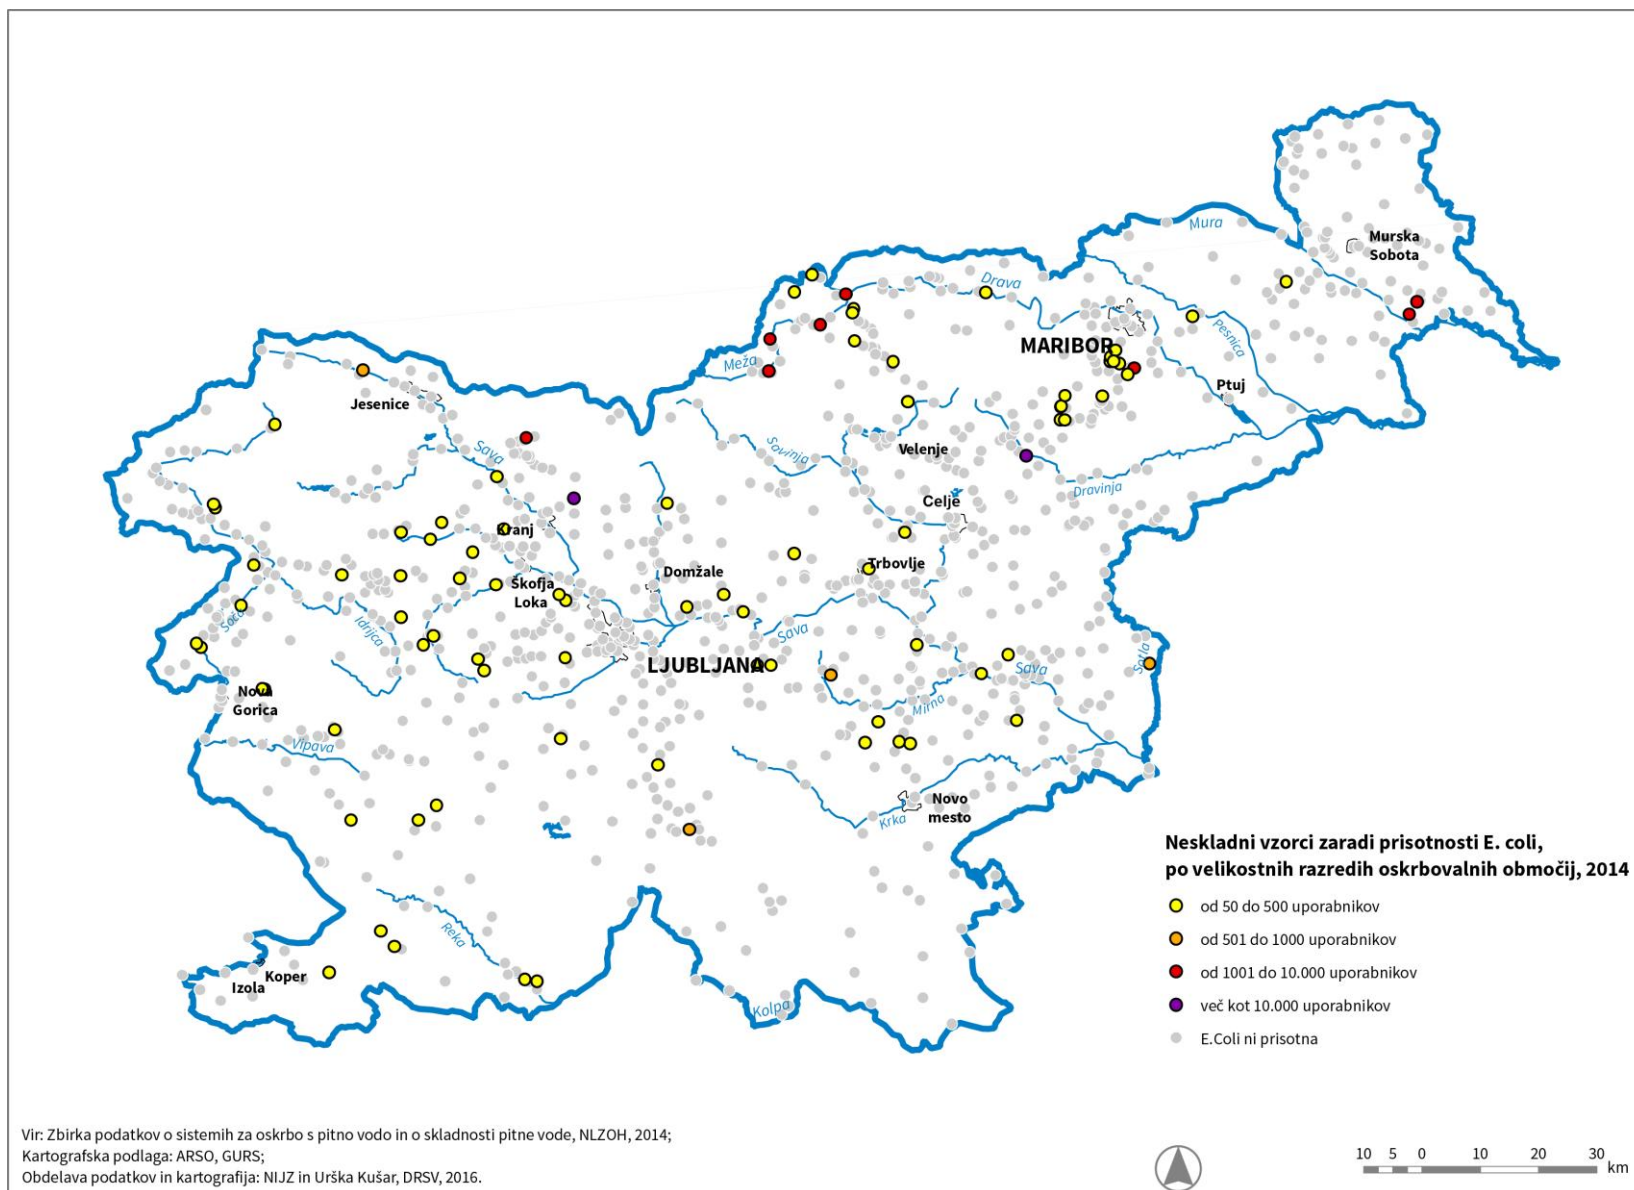 Mura
Murska
Sobota
Drava
Pesnica
MARIBOR
Meža
Ptuj
Jesenice
Sava
Savinja
Velenje
Dravinja
Celje
Kranj
Domžale
Trbovlje
Škofja
Loka
Soča
Idrijca
Sava
LJUBLJANA
Sava
Sotla
Nova
Gorica
Mirna
Vipava
Novo
mesto
Krka
Reka
Koper
Izola
Kolpa
Neskladni vzorci zaradi prisotnosti E. coli,
po velikostnih razredih oskrbovalnih območij, 2014
od 50 do 500 uporabnikov
od 501 do 1000 uporabnikov
od 1001 do 10.000 uporabnikov
več kot 10.000 uporabnikov
E.Coli ni prisotna
Vir: Zbirka podatkov o sistemih za oskrbo s pitno vodo in o skladnosti pitne vode, NLZOH, 2014;
Kartografska podlaga: ARSO, GURS;
Obdelava podatkov in kartografija: NIJZ in Urška Kušar, DRSV, 2016.
10 5 0 10 20 30
km